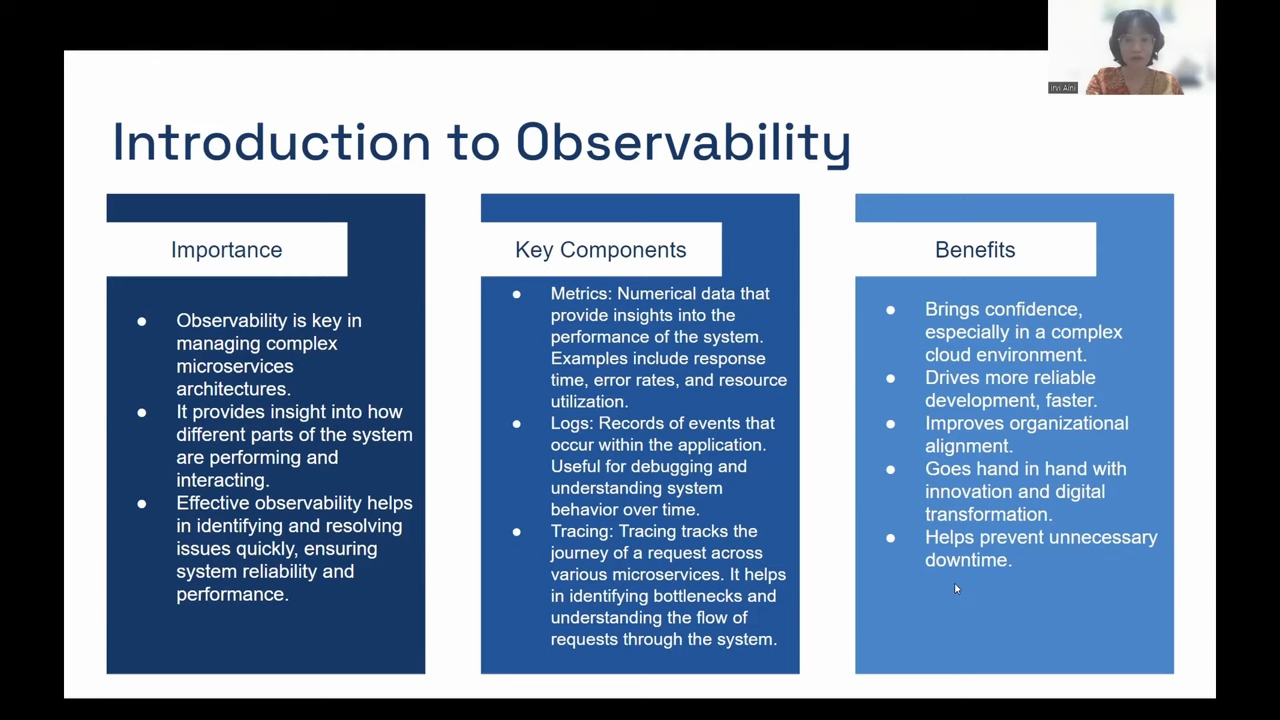 Irvi Aini
Introduction to Observability
Importance
● Observability is key in
managing complex
microservices
architectures.
● It provides insight into how
different parts of the system
are performing and
interacting.
● Effective observability helps
in identifying and resolving
issues quickly, ensuring
system reliability and
performance.
Key Components
● Metrics: Numerical data that
provide insights into the
performance of the system.
Examples include response
time, error rates, and resource
utilization.
● Logs: Records of events that
occur within the application.
Useful for debugging and
understanding system
behavior over time.
● Tracing: Tracing tracks the
journey of a request across
various microservices. It helps
in identifying bottlenecks and
understanding the flow of
requests through the system.
Benefits
● Brings confidence,
especially in a complex
cloud environment.
● Drives more reliable
development, faster.
● Improves organizational
alignment.
● Goes hand in hand with
innovation and digital
transformation.
● Helps prevent unnecessary
downtime.